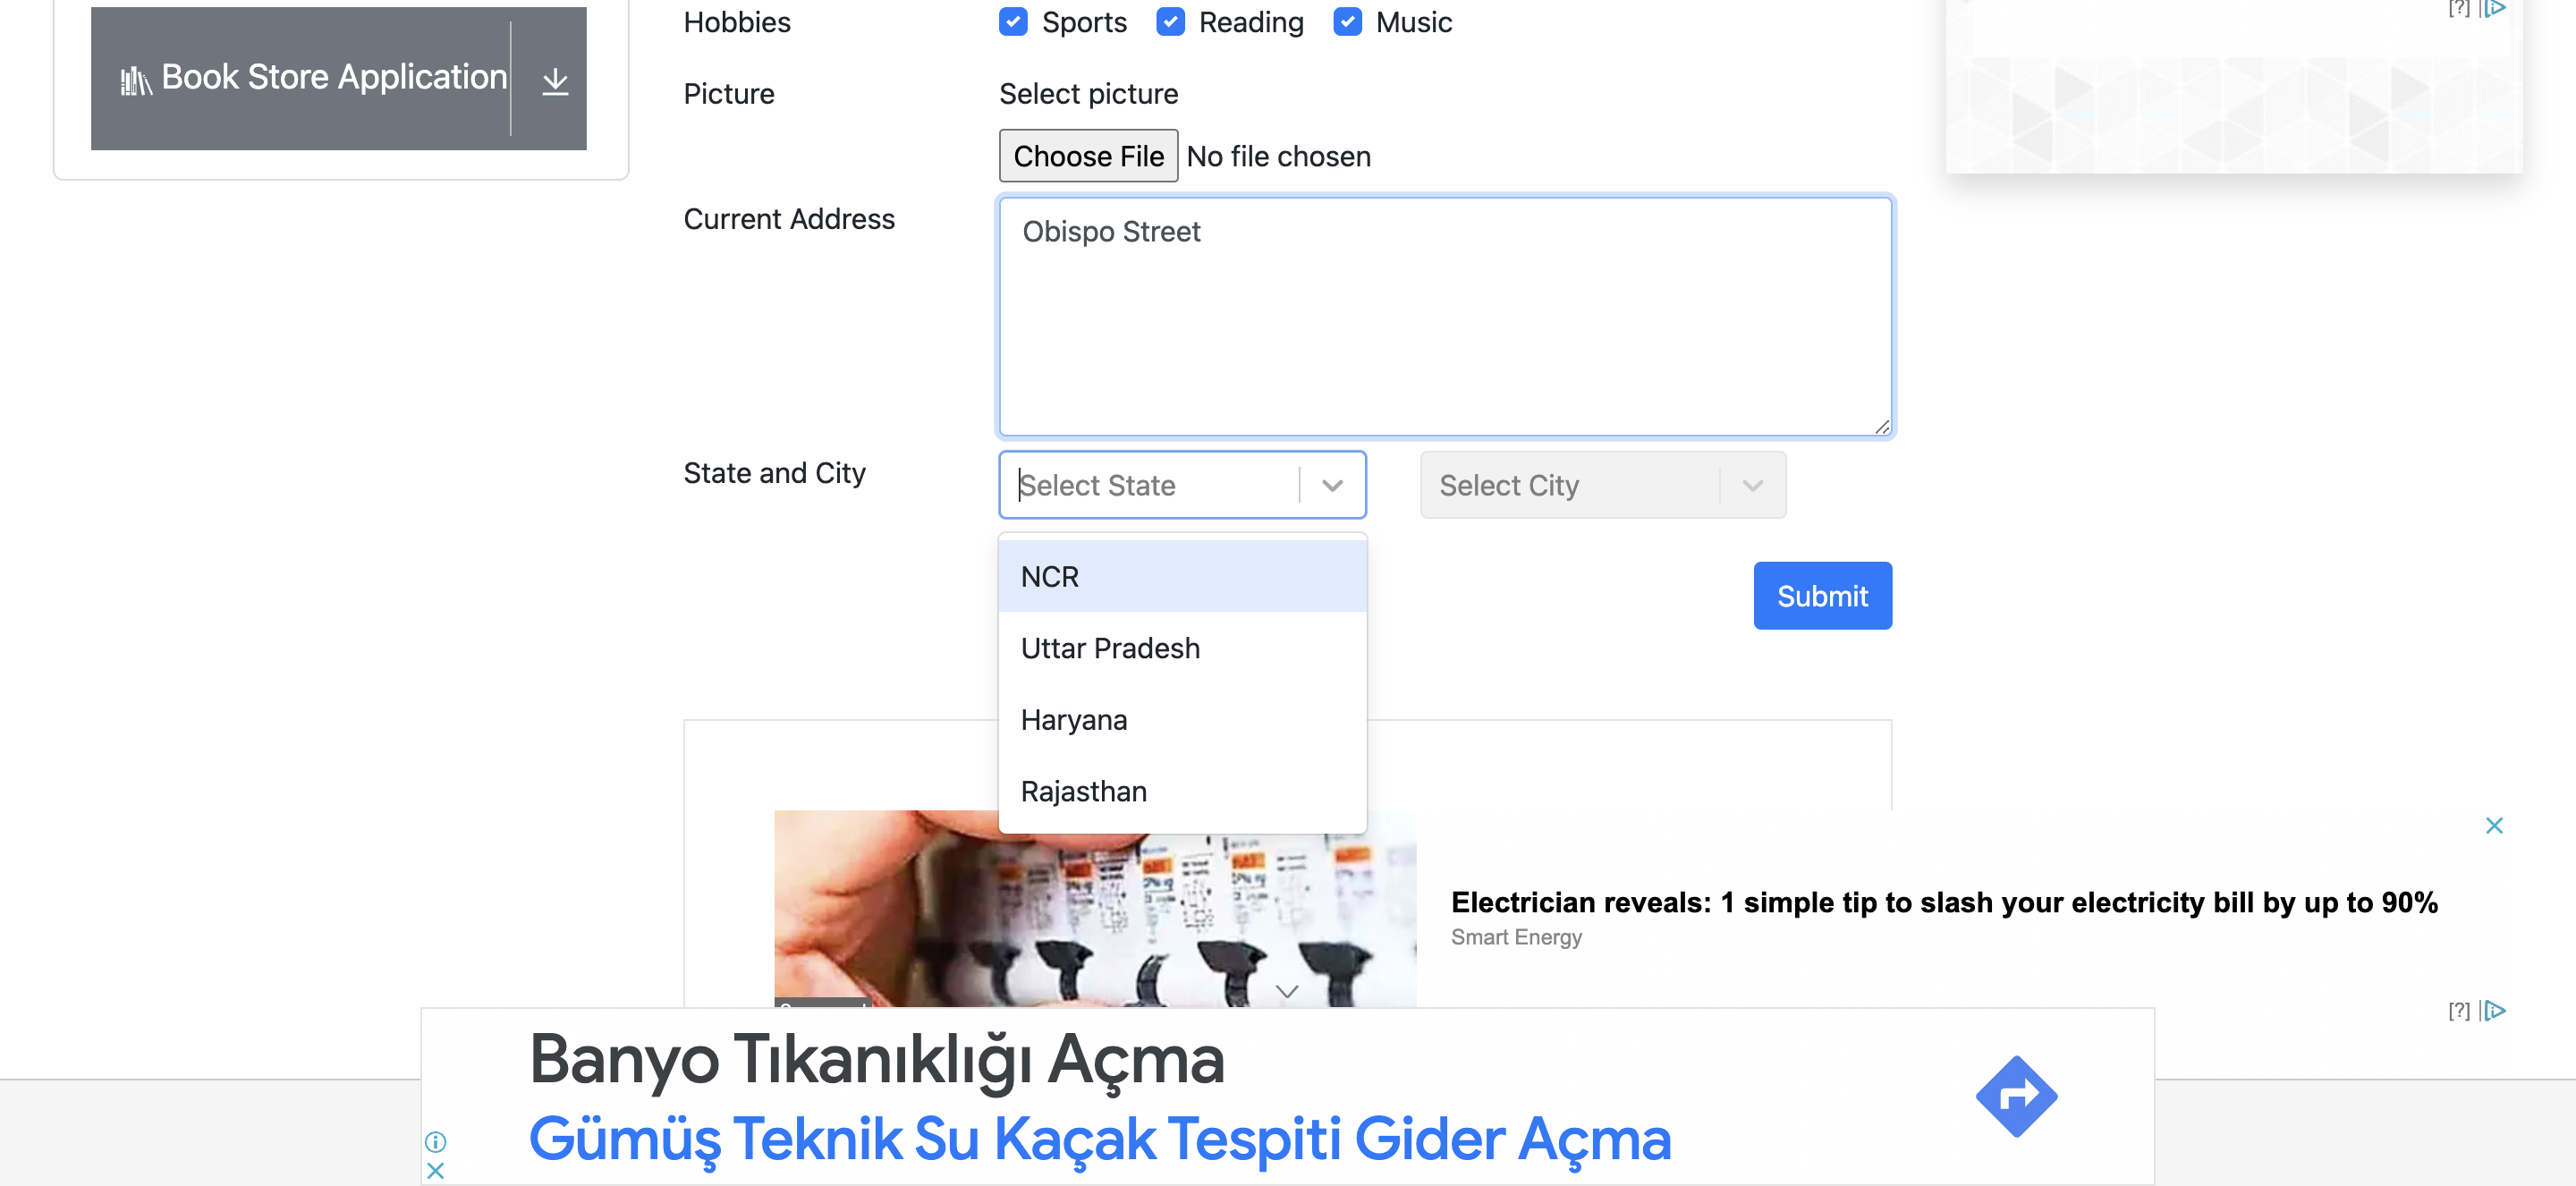 Hobbies
Sports Reading Music
Book Store Application
Picture
Select picture
Choose File No file chosen
Current Address
Obispo Street
State and City
Select State
Select City
NCR
Uttar Pradesh
Haryana
Rajasthan
Submit
Electrician reveals: 1 simple tip to slash your electricity bill by up to 90%
Smart Energy
[?]
[?]
Banyo Tıkanıklığı Açma
Gümüş Teknik Su Kaçak Tespiti Gider Açma